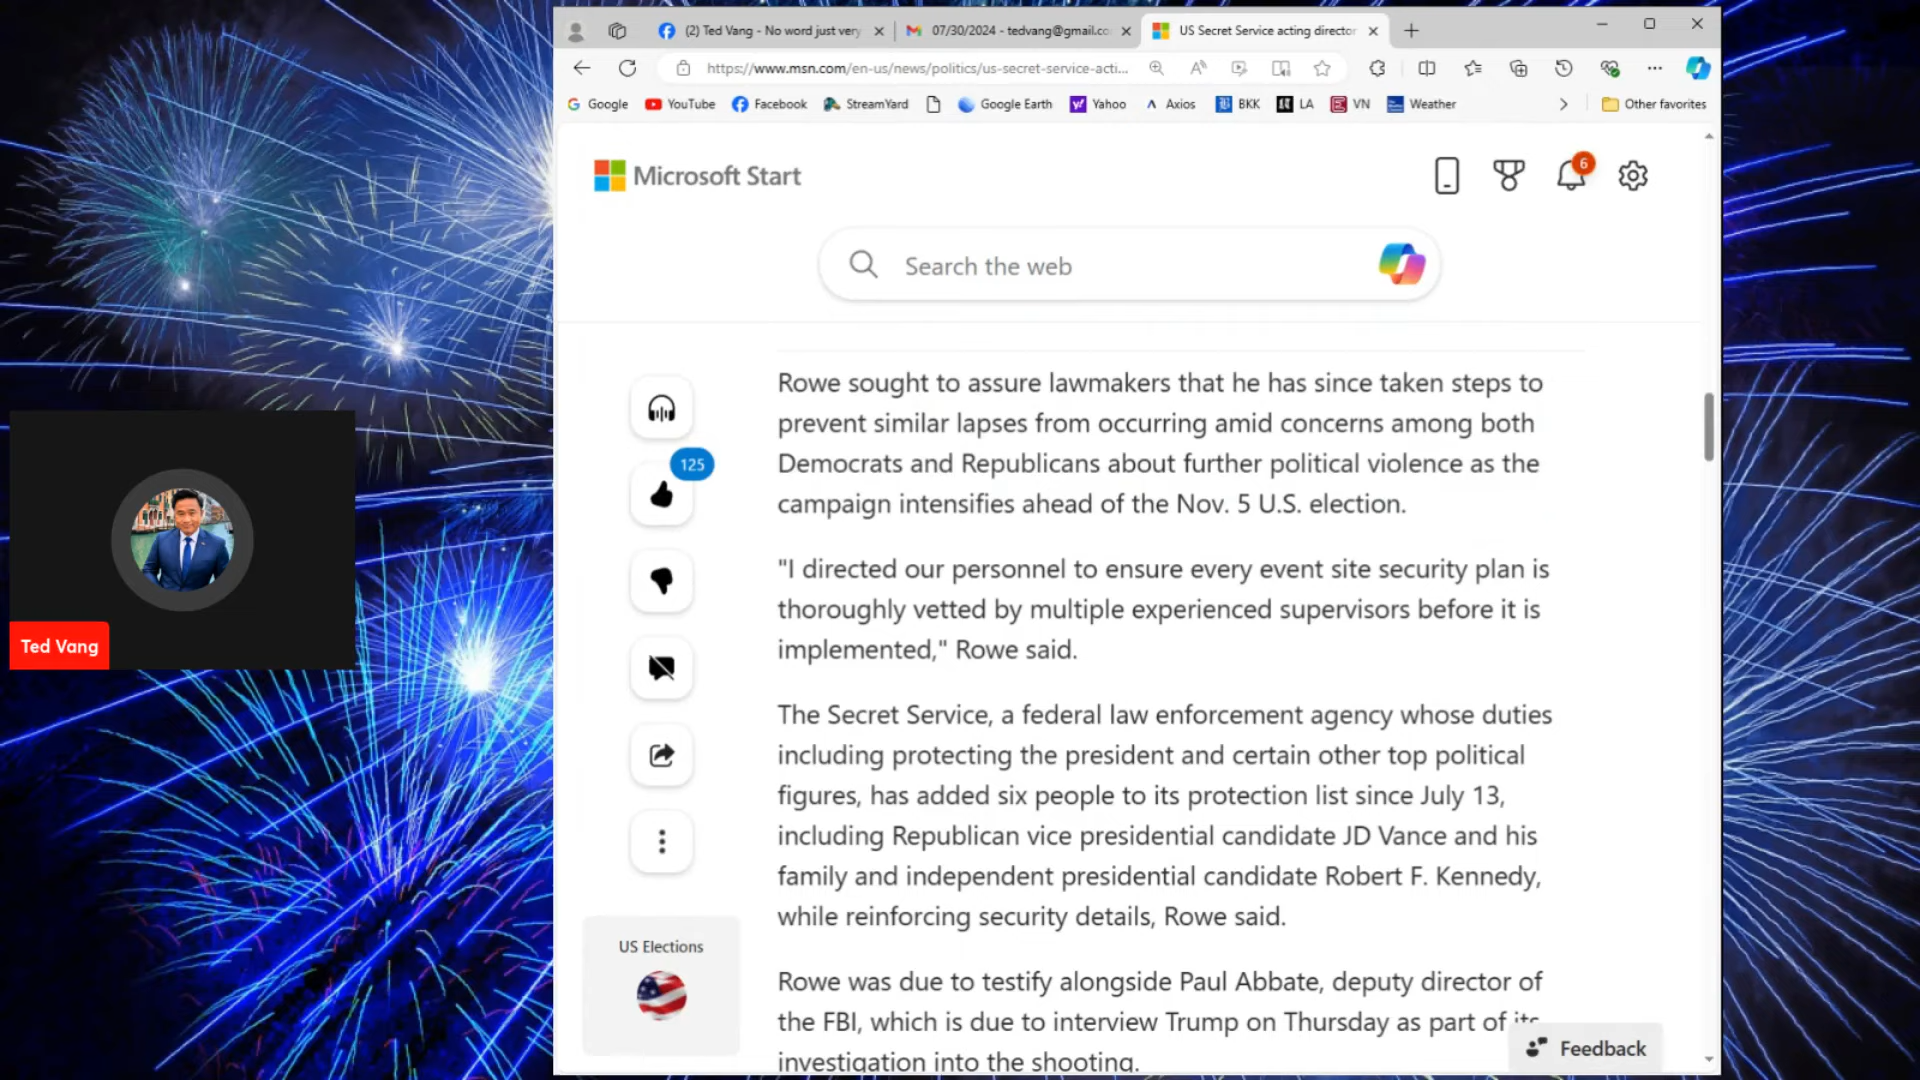 (2) Ted Vang - No word just very
07/30/2024 - tedvang@gmail.co
US Secret Service acting director
https://www.msn.com/en-us/news/politics/us-secret-service-acti...
Google
YouTube
Facebook
StreamYard
Google Earth
Yahoo
Axios
BKK
LA
VN
Weather
Other favorites
Microsoft Start
6
Search the web
Rowe sought to assure lawmakers that he has since taken steps to
prevent similar lapses from occurring amid concerns among both
Democrats and Republicans about further political violence as the
campaign intensifies ahead of the Nov. 5 U.S. election.
"I directed our personnel to ensure every event site security plan is
thoroughly vetted by multiple experienced supervisors before it is
implemented," Rowe said.
The Secret Service, a federal law enforcement agency whose duties
including protecting the president and certain other top political
figures, has added six people to its protection list since July 13,
including Republican vice presidential candidate JD Vance and his
family and independent presidential candidate Robert F. Kennedy,
while reinforcing security details, Rowe said.
Rowe was due to testify alongside Paul Abbate, deputy director of
the FBI, which is due to interview Trump on Thursday as part of its
investigation into the shooting.
125
US Elections
Feedback
Ted Vang